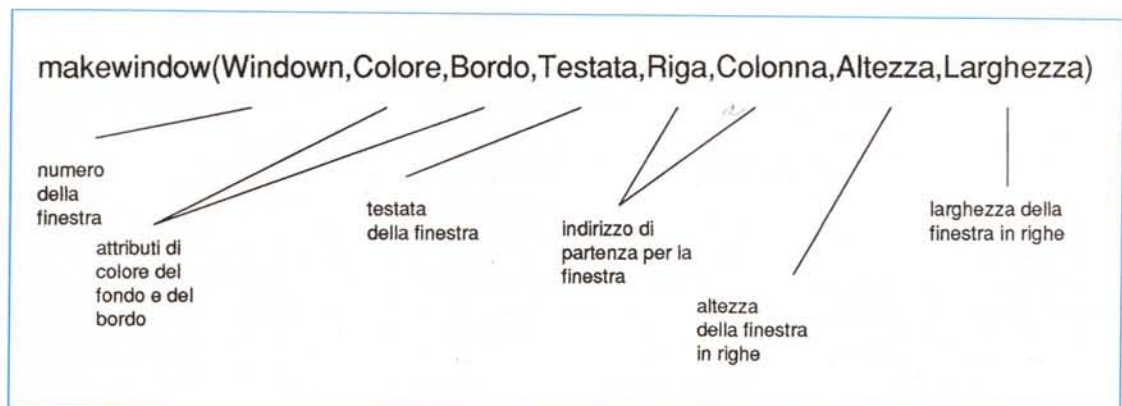 makewindow(Windown,Colore,Bordo,Testata,Riga,Colonna,Altezza,Larghezza)
numero
della
finestra
attributi di
colore del
fondo e del
bordo
testata
della finestra
indirizzo di
partenza per la
finestra
altezza
della finestra
in righe
larghezza della
finestra in righe